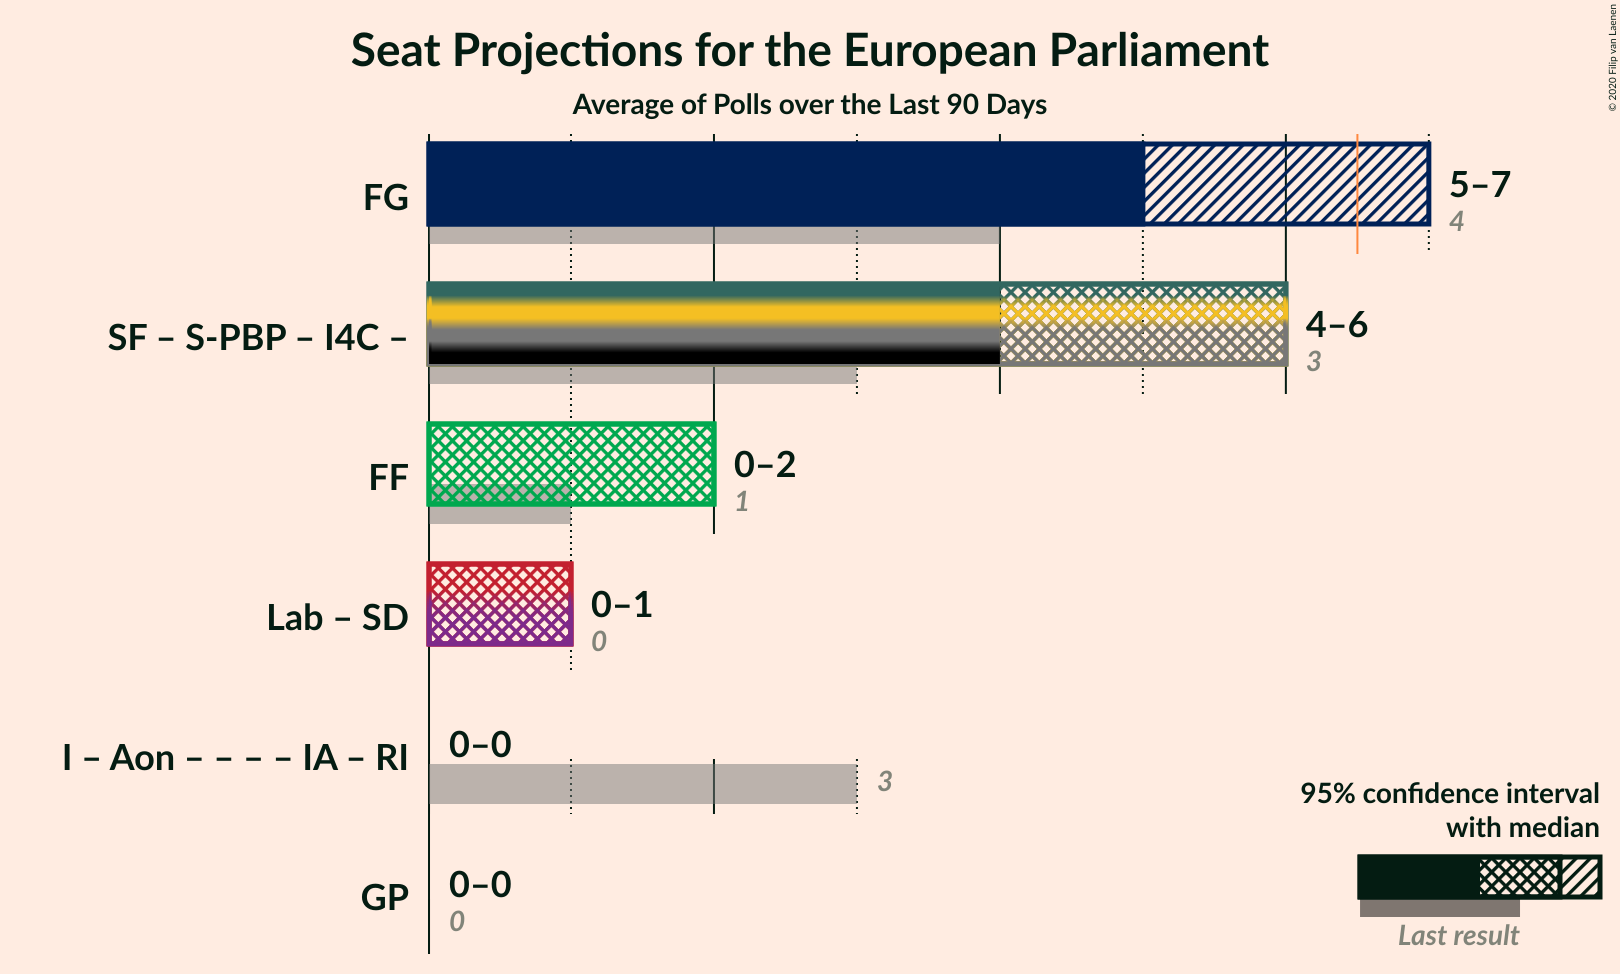 Seat Projections for the European Parliament
Average of Polls over the Last 90 Days
© 2020 Filip van Laenen
FG
5–7
4
SF – S-PBP – I4C –
4–6
3
FF
0–2
1
Lab – SD
0–1
0
I – Aon – – – – IA – RI
0–0
3
GP
0–0
0
95% confidence interval
with median
Last result